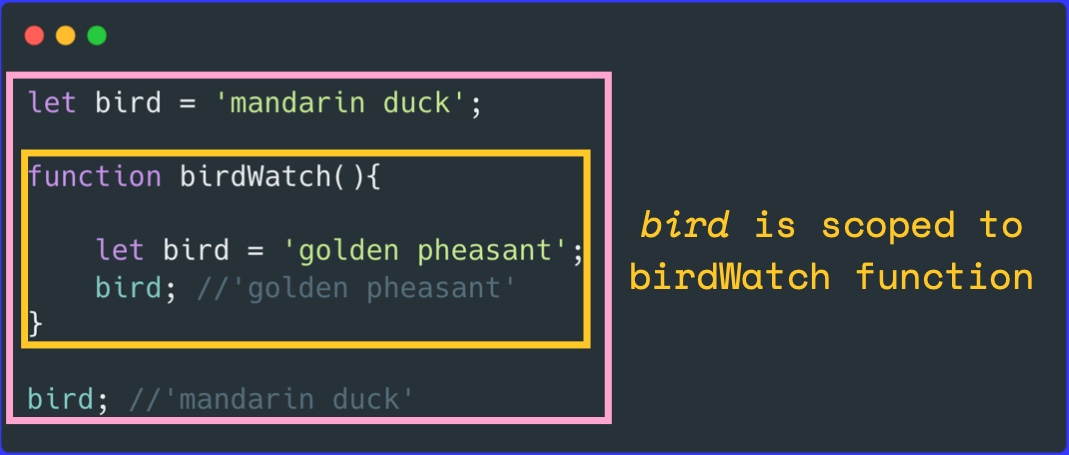 let bird = 'mandarin duck';
function birdWatch(){
let bird = 'golden pheasant';
bird; //'golden pheasant'
}
bird; //'mandarin duck'
bird is scoped to
birdWatch function